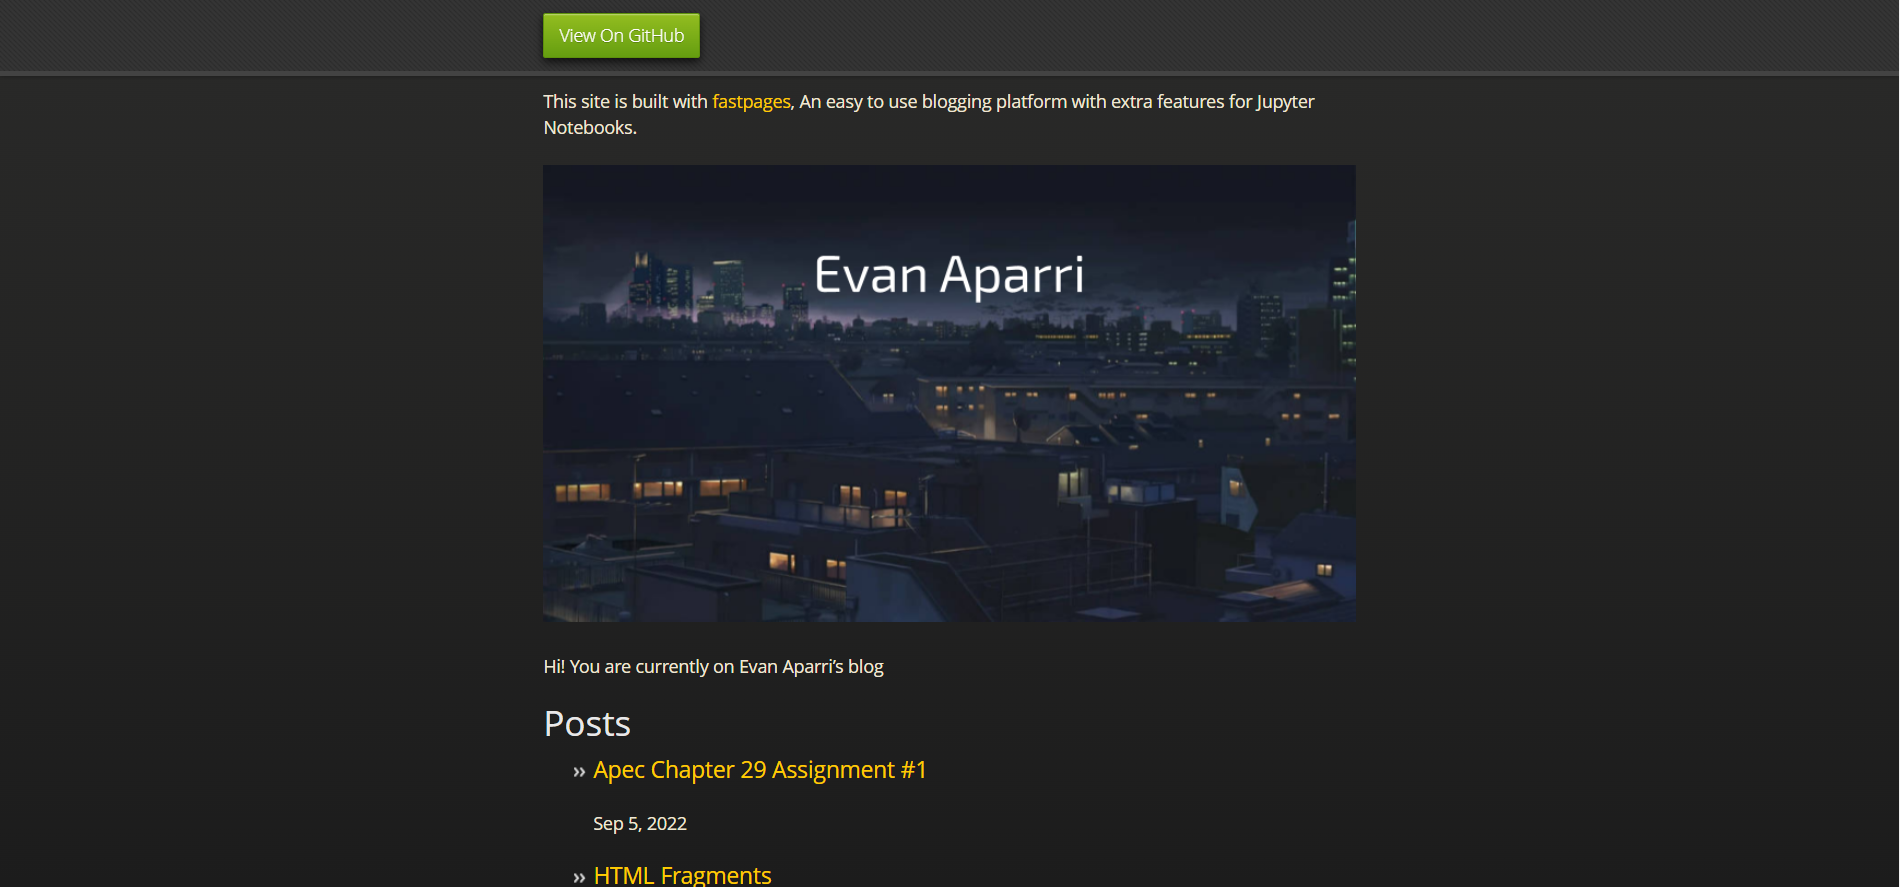 View On GitHub
This site is built with fastpages, An easy to use blogging platform with extra features for Jupyter
Notebooks.
Evan Aparri
Hi! You are currently on Evan Aparri’s blog
Posts
» Apec Chapter 29 Assignment #1
Sep 5, 2022
» HTML Fragments